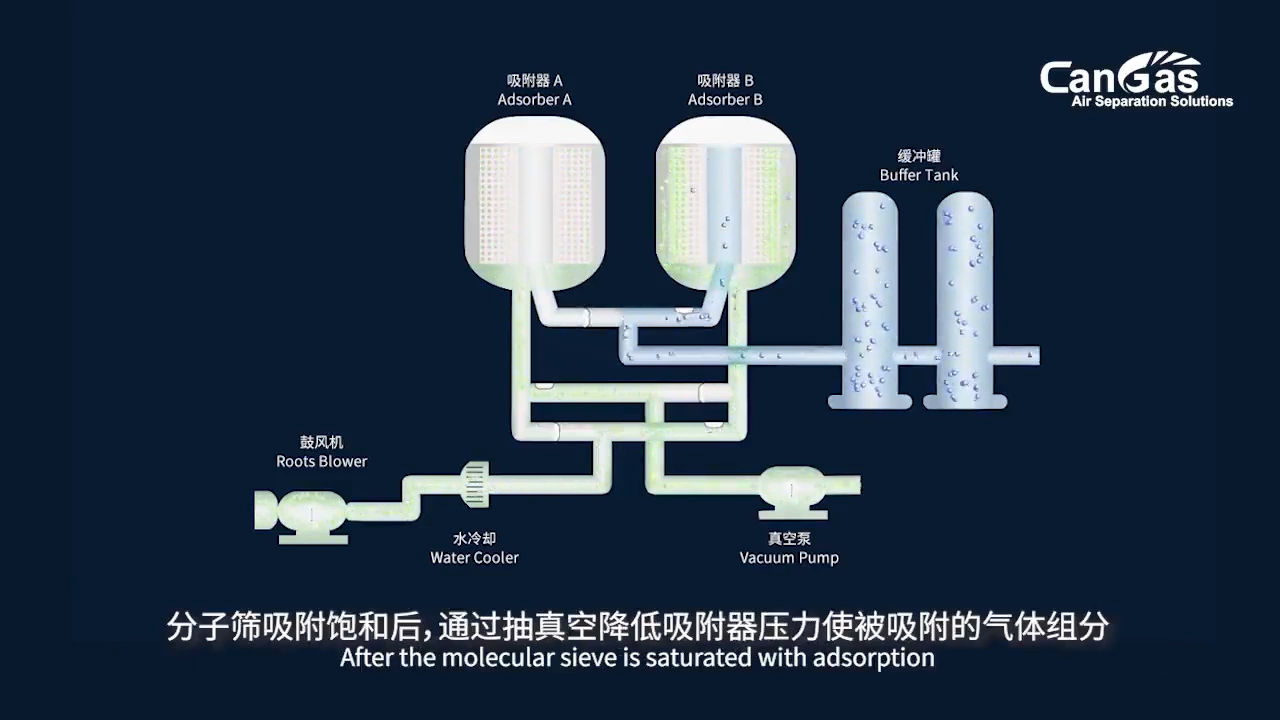 CanGas
Air Separation Solutions
吸附器 A
Adsorber A
吸附器 B
Adsorber B
缓冲罐
Buffer Tank
鼓风机
Roots Blower
水冷却
Water Cooler
真空泵
Vacuum Pump
分子筛吸附饱和后，通过抽真空降低吸附器压力使被吸附的气体组分
After the molecular sieve is saturated with adsorption